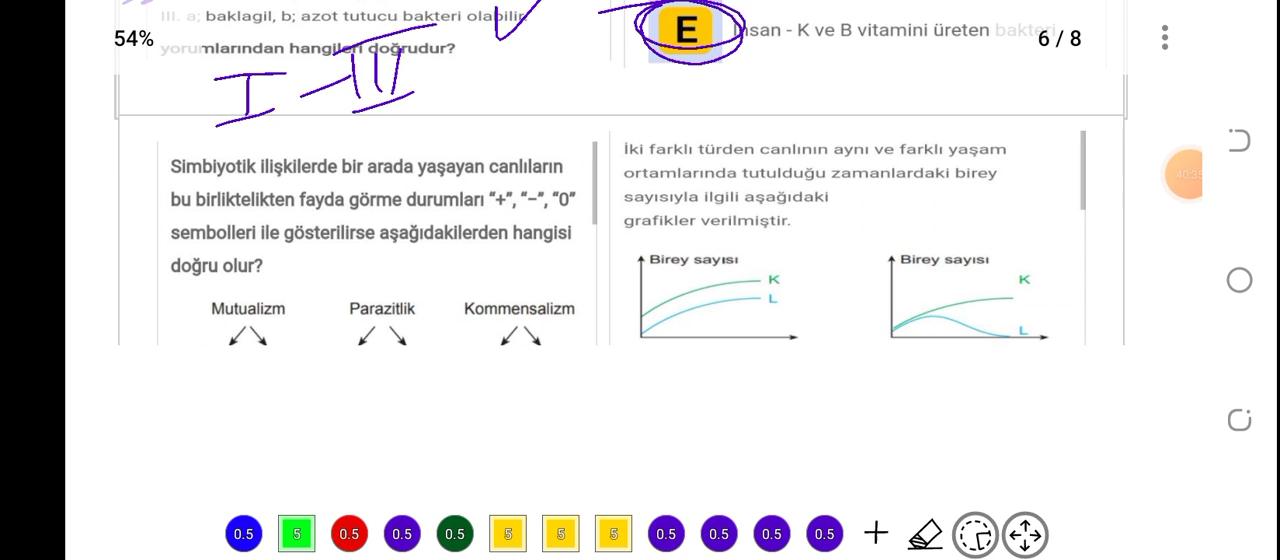 III. a; baklagil, b; azot tutucu bakteri olabilir.
54%
yorumlarından hangileri doğrudur?
I - III
E
İnsan - K ve B vitamini üreten bakteri
6 / 8
Simbiyotik ilişkilerde bir arada yaşayan canlıların
bu birliktelikten fayda görme durumları “+”, “−”, “0”
sembolleri ile gösterilirse aşağıdakilerden hangisi
doğru olur?
Mutualizm Parazitlik Kommensalizm
İki farklı türden canlının aynı ve farklı yaşam
ortamlarında tutulduğu zamanlardaki birey
sayısıyla ilgili aşağıdaki
grafikler verilmiştir.
Birey sayısı
K
L
Birey sayısı
K
L
40:35
0.5 5 0.5 0.5 0.5 5 5 5 0.5 0.5 0.5 0.5